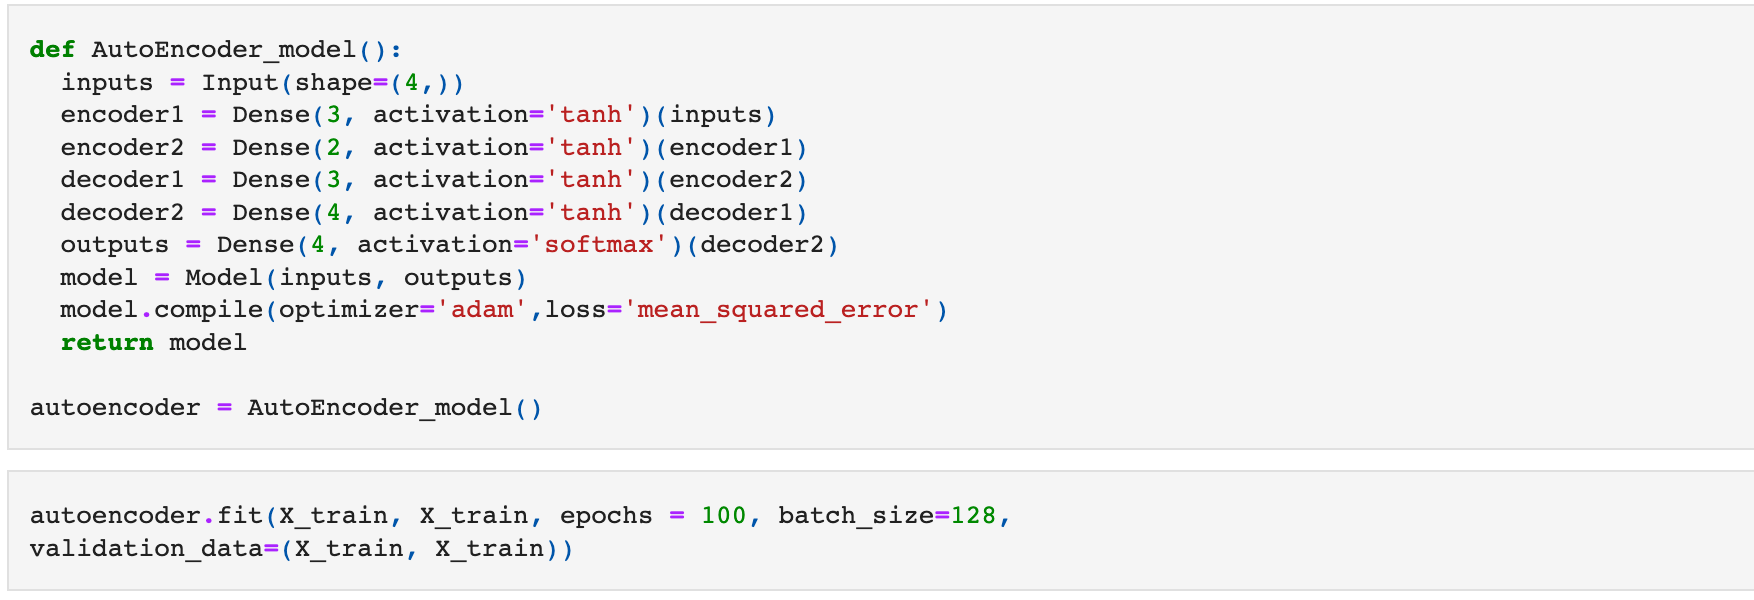 def AutoEncoder_model():
  inputs = Input(shape=(4,))
  encoder1 = Dense(3, activation='tanh')(inputs)
  encoder2 = Dense(2, activation='tanh')(encoder1)
  decoder1 = Dense(3, activation='tanh')(encoder2)
  decoder2 = Dense(4, activation='tanh')(decoder1)
  outputs = Dense(4, activation='softmax')(decoder2)
  model = Model(inputs, outputs)
  model.compile(optimizer='adam',loss='mean_squared_error')
  return model

autoencoder = AutoEncoder_model()

autoencoder.fit(X_train, X_train, epochs = 100, batch_size=128,
validation_data=(X_train, X_train))